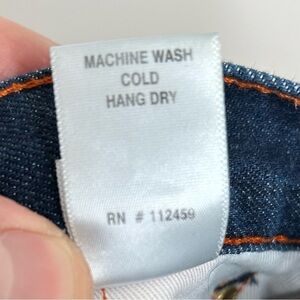 MACHINE WASH
COLD
HANG DRY
RN # 112459